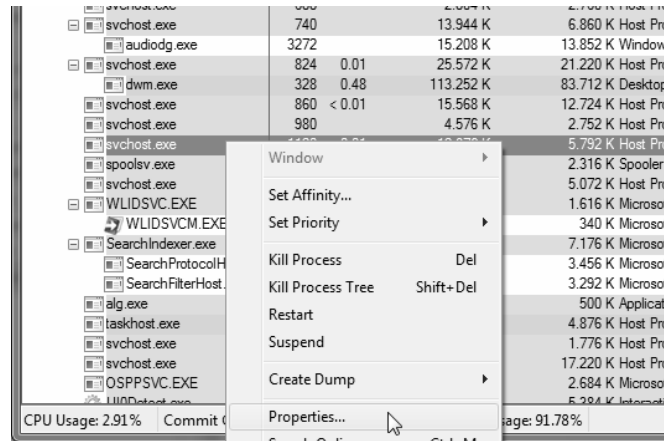 svchost.exe 740 13.944 K 6.860 K Host Pro
audiodg.exe 3272 15.208 K 13.852 K Window
svchost.exe 824 0.01 25.572 K 21.220 K Host Pro
dwm.exe 328 0.48 113.252 K 83.712 K Desktop
svchost.exe 860 < 0.01 15.568 K 12.724 K Host Pro
svchost.exe 980 4.576 K 2.752 K Host Pro
svchost.exe 5.792 K Host Pro
spoolsv.exe 2.316 K Spooler
svchost.exe 5.072 K Host Pro
WLIDSVC.EXE 1.616 K Microso
WLIDSVCM.EXE 340 K Microso
SearchIndexer.exe 7.176 K Microso
SearchProtocolH 3.456 K Microso
SearchFilterHost. 3.292 K Microso
alg.exe 500 K Applicat
taskhost.exe 4.876 K Host Pro
svchost.exe 1.776 K Host Pro
svchost.exe 17.220 K Host Pro
OSPPSVC.EXE 2.684 K Microso
Window
Set Affinity...
Set Priority
Kill Process Del
Kill Process Tree Shift+Del
Restart
Suspend
Create Dump
Properties...
CPU Usage: 2.91% Commit sage: 91.78%